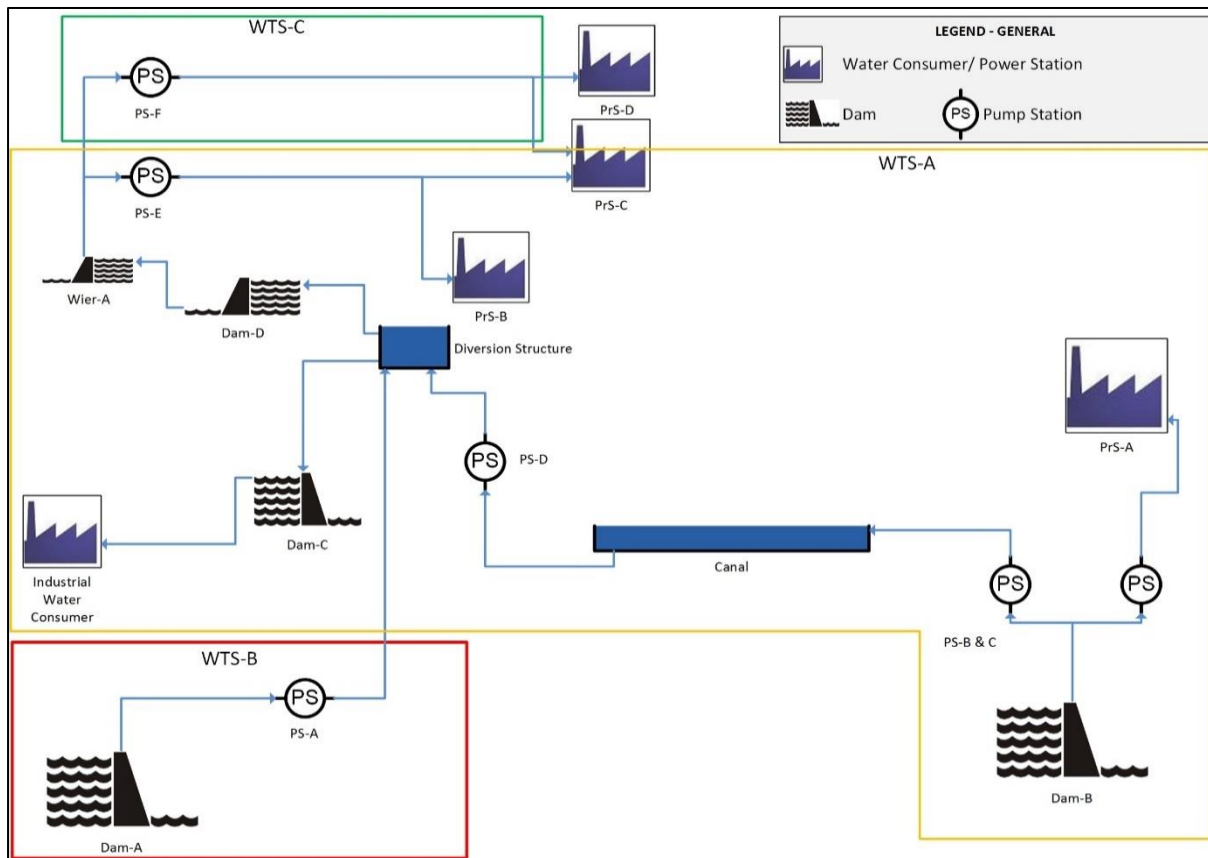 WTS-C
LEGEND - GENERAL
Water Consumer/ Power Station
Dam
PS
Pump Station
PS
PS-F
PrS-D
WTS-A
PS
PS-E
PrS-C
Wier-A
Dam-D
PrS-B
Diversion Structure
PrS-A
PS
PS-D
Dam-C
Canal
Industrial
Water
Consumer
PS
PS
PS-B & C
WTS-B
PS
PS-A
Dam-A
Dam-B